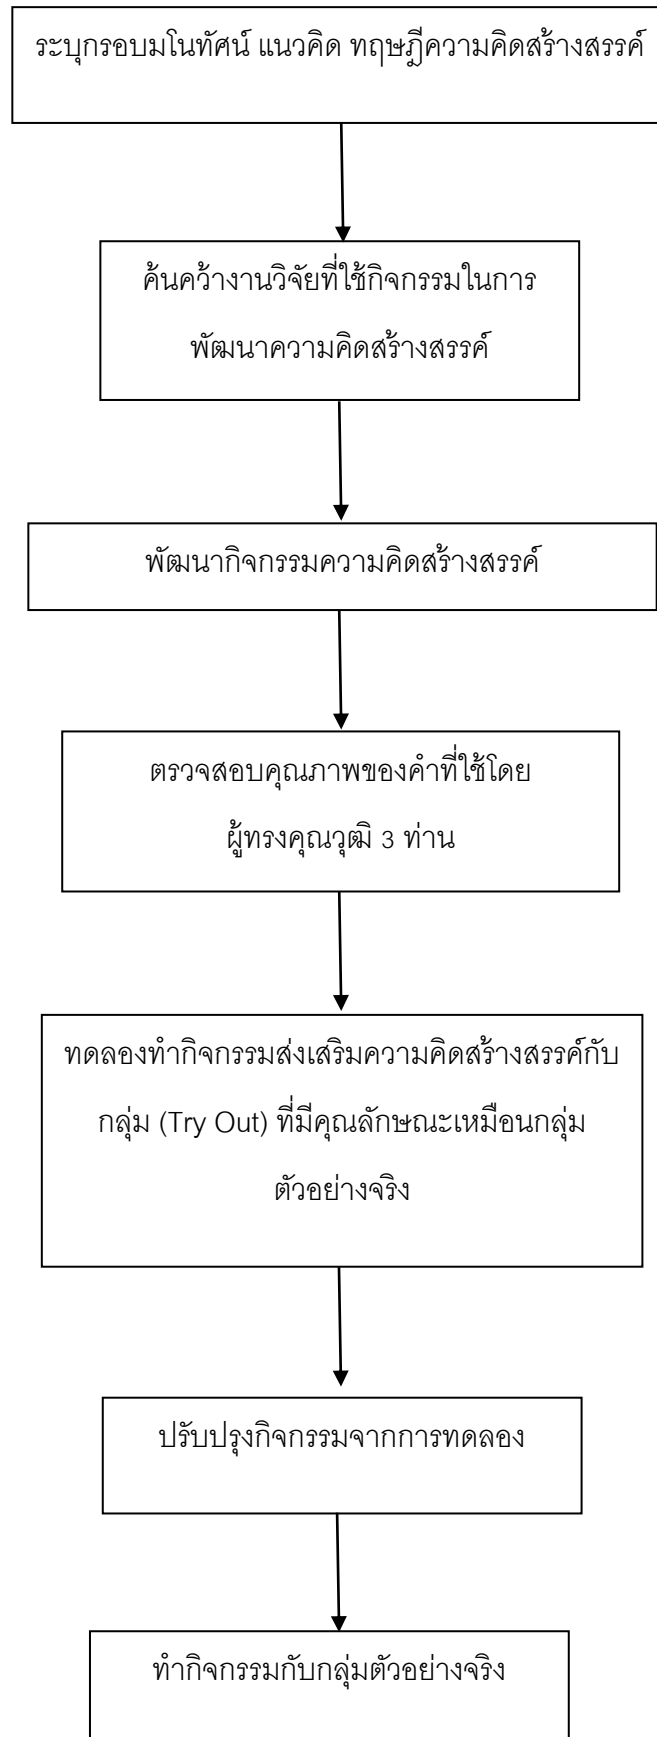 ระบุกรอบมโนทัศน์ แนวคิด ทฤษฎีความคิดสร้างสรรค์
ค้นคว้างานวิจัยที่ใช้กิจกรรมในการ
พัฒนาความคิดสร้างสรรค์
พัฒนากิจกรรมความคิดสร้างสรรค์
ตรวจสอบคุณภาพของคำที่ใช้โดย
ผู้ทรงคุณวุฒิ 3 ท่าน
ทดลองทำกิจกรรมส่งเสริมความคิดสร้างสรรค์กับ
กลุ่ม (Try Out) ที่มีคุณลักษณะเหมือนกลุ่ม
ตัวอย่างจริง
ปรับปรุงกิจกรรมจากการทดลอง
ทำกิจกรรมกับกลุ่มตัวอย่างจริง